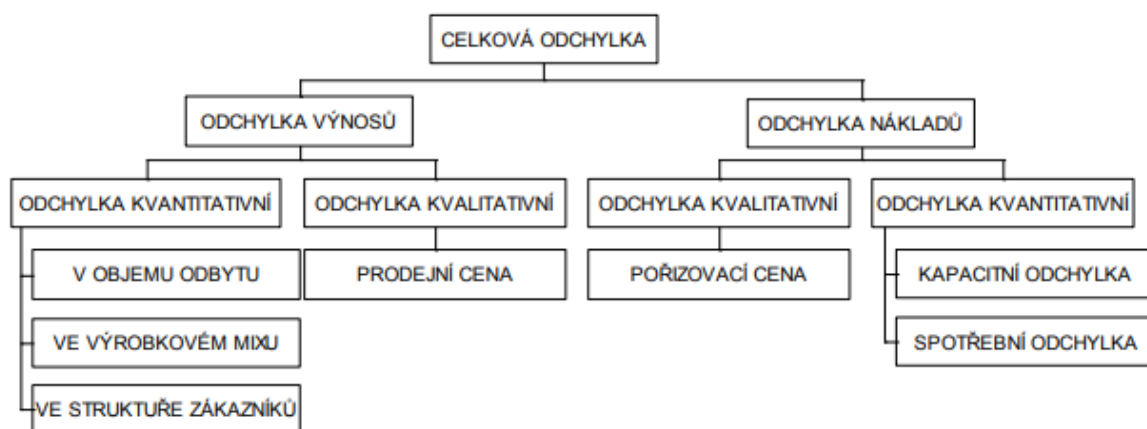 CELKOVÁ ODCHYLKA
ODCHYLKA VÝNOSŮ
ODCHYLKA NÁKLADŮ
ODCHYLKA KVANTITATIVNÍ
ODCHYLKA KVALITATIVNÍ
ODCHYLKA KVALITATIVNÍ
ODCHYLKA KVANTITATIVNÍ
V OBJEMU ODBYTU
PRODEJNÍ CENA
POŘIZOVACÍ CENA
KAPACITNÍ ODCHYLKA
VE VÝROBKOVÉM MIXU
SPOTŘEBNÍ ODCHYLKA
VE STRUKTUŘE ZÁKAZNÍKŮ